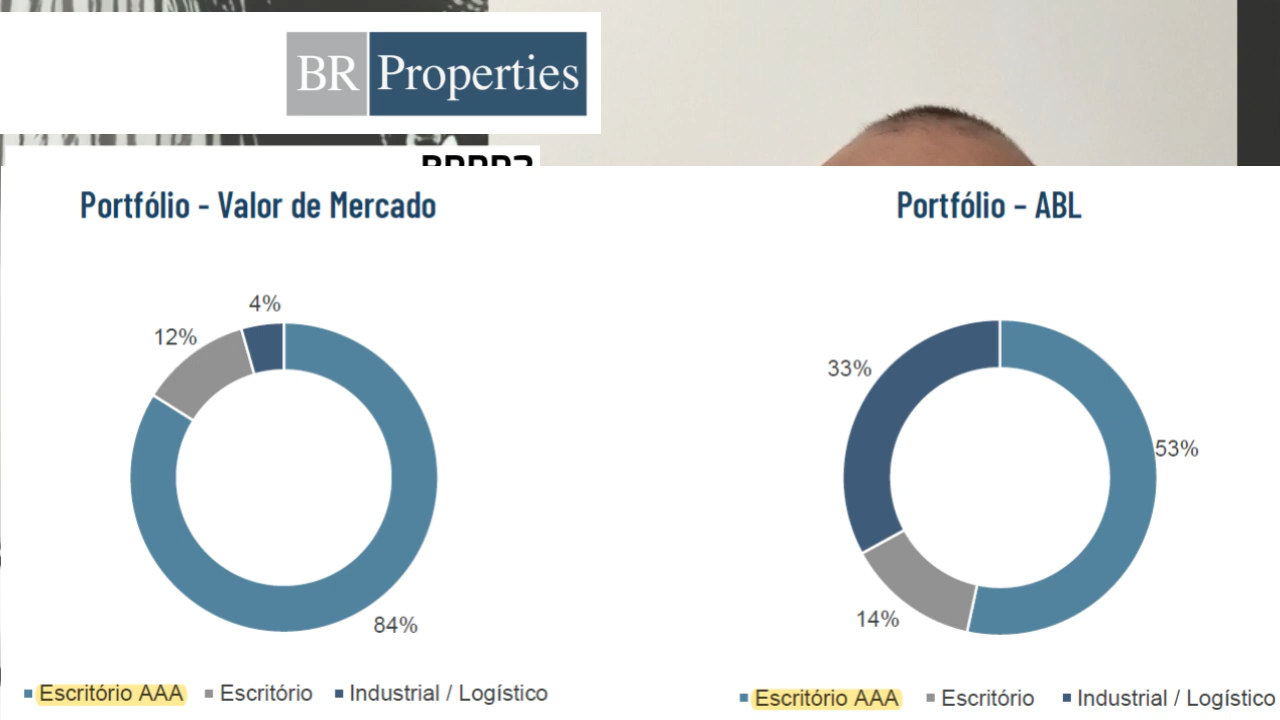 BR Properties
Portfólio - Valor de Mercado
4%
12%
84%
Escritório AAA Escritório Industrial / Logístico
Portfólio – ABL
33%
53%
14%
Escritório AAA Escritório Industrial / Logístico